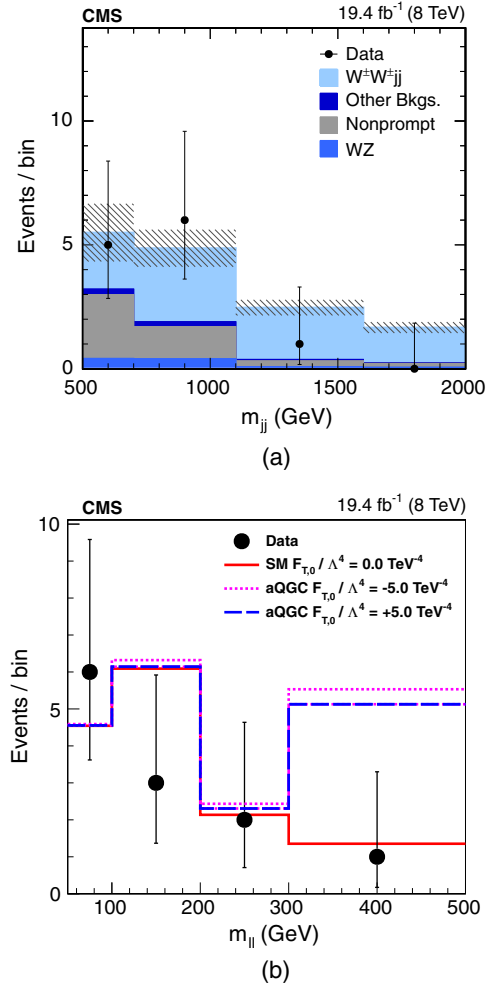 CMS 19.4 fb⁻¹ (8 TeV)
Data
W±W±jj
Other Bkgs.
Nonprompt
WZ
Events / bin
10
5
0
500 1000 1500 2000
m_jj (GeV)
(a)
CMS 19.4 fb⁻¹ (8 TeV)
Data
SM F_T,0 / Λ⁴ = 0.0 TeV⁻⁴
aQGC F_T,0 / Λ⁴ = -5.0 TeV⁻⁴
aQGC F_T,0 / Λ⁴ = +5.0 TeV⁻⁴
Events / bin
10
5
0
100 200 300 400 500
m_ll (GeV)
(b)